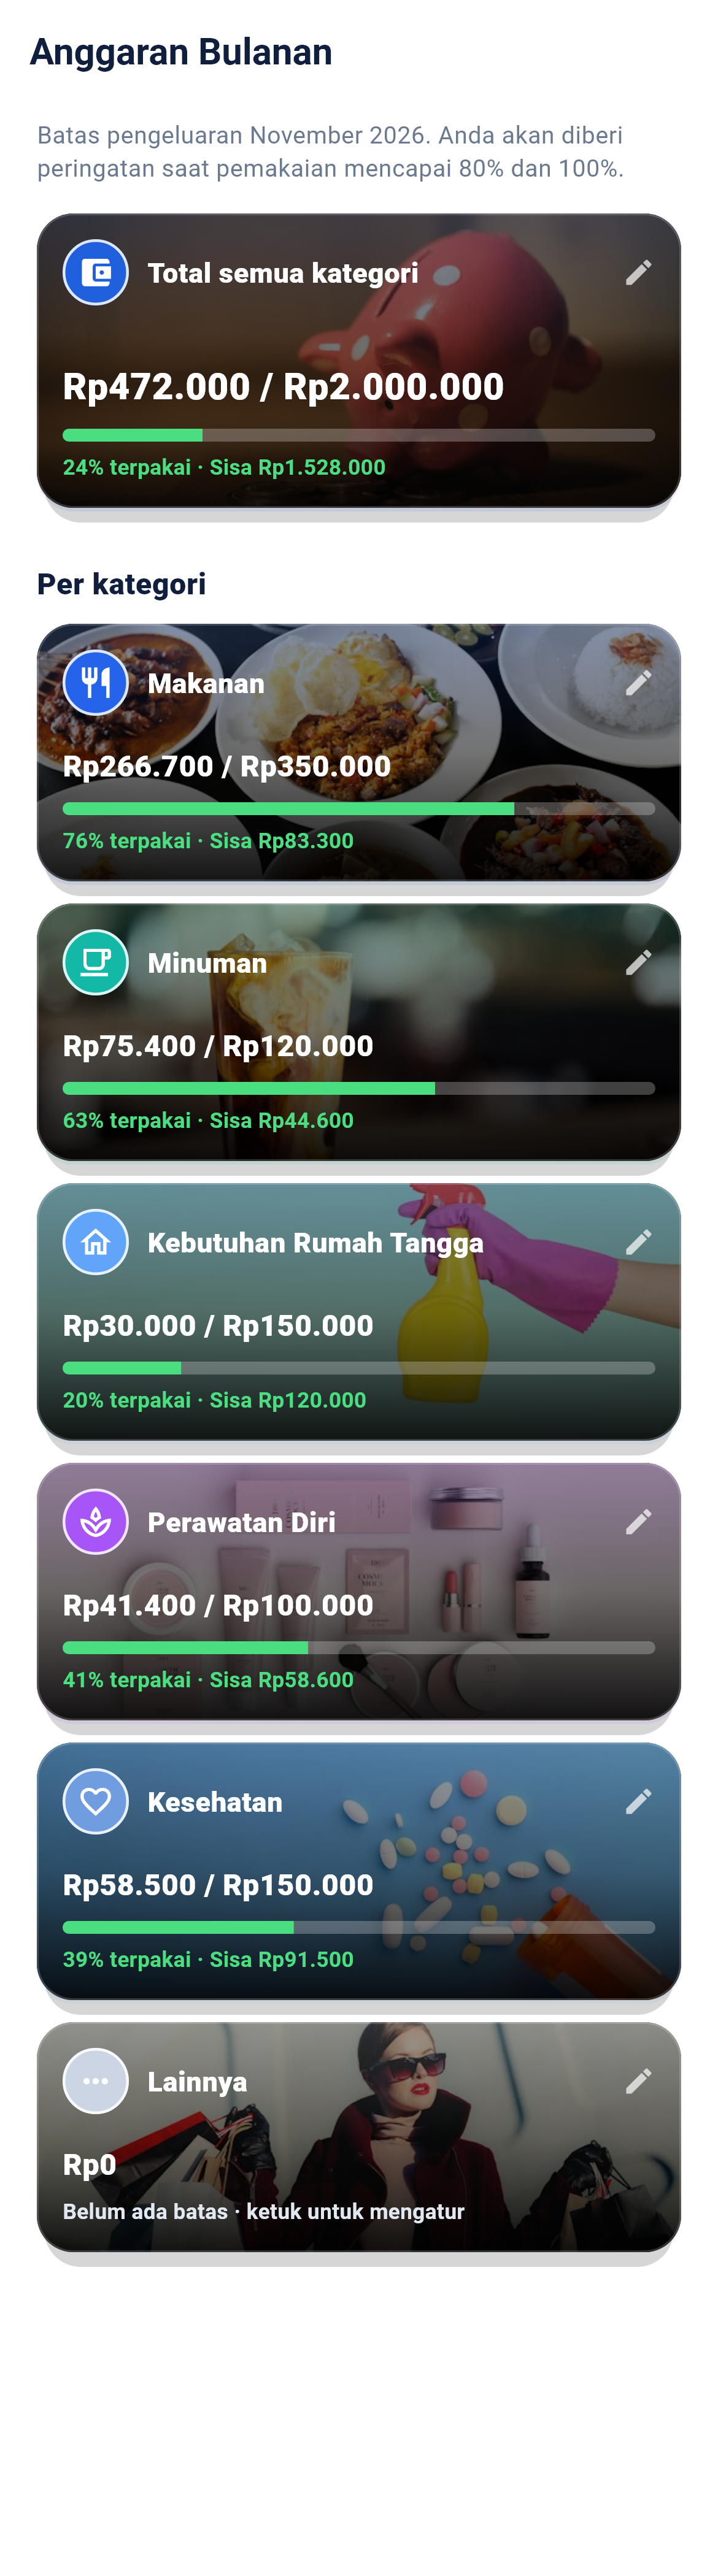 Anggaran Bulanan
Batas pengeluaran November 2026. Anda akan diberi
peringatan saat pemakaian mencapai 80% dan 100%.
Total semua kategori
Rp472.000 / Rp2.000.000
24% terpakai · Sisa Rp1.528.000
Per kategori
Makanan
Rp266.700 / Rp350.000
76% terpakai · Sisa Rp83.300
Minuman
Rp75.400 / Rp120.000
63% terpakai · Sisa Rp44.600
Kebutuhan Rumah Tangga
Rp30.000 / Rp150.000
20% terpakai · Sisa Rp120.000
Perawatan Diri
Rp41.400 / Rp100.000
41% terpakai · Sisa Rp58.600
Kesehatan
Rp58.500 / Rp150.000
39% terpakai · Sisa Rp91.500
Lainnya
Rp0
Belum ada batas · ketuk untuk mengatur